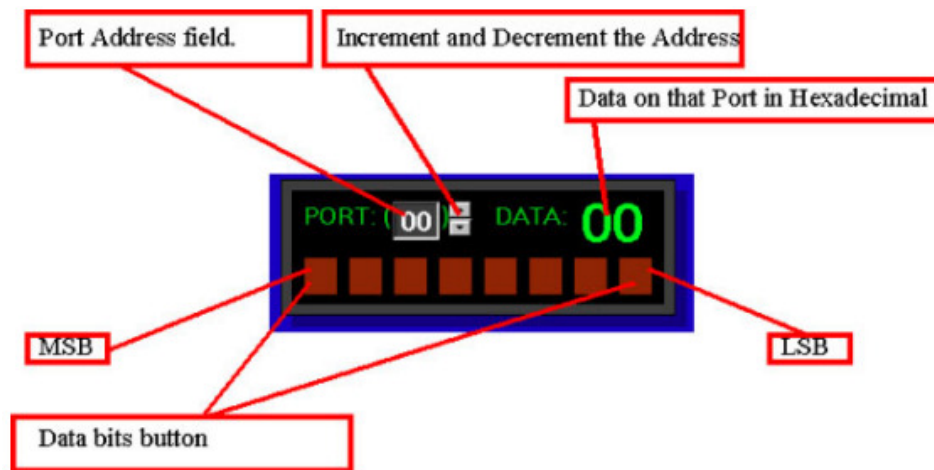 Port Address field.
Increment and Decrement the Address
Data on that Port in Hexadecimal
PORT: ( 00 ) DATA: 00
MSB
LSB
Data bits button